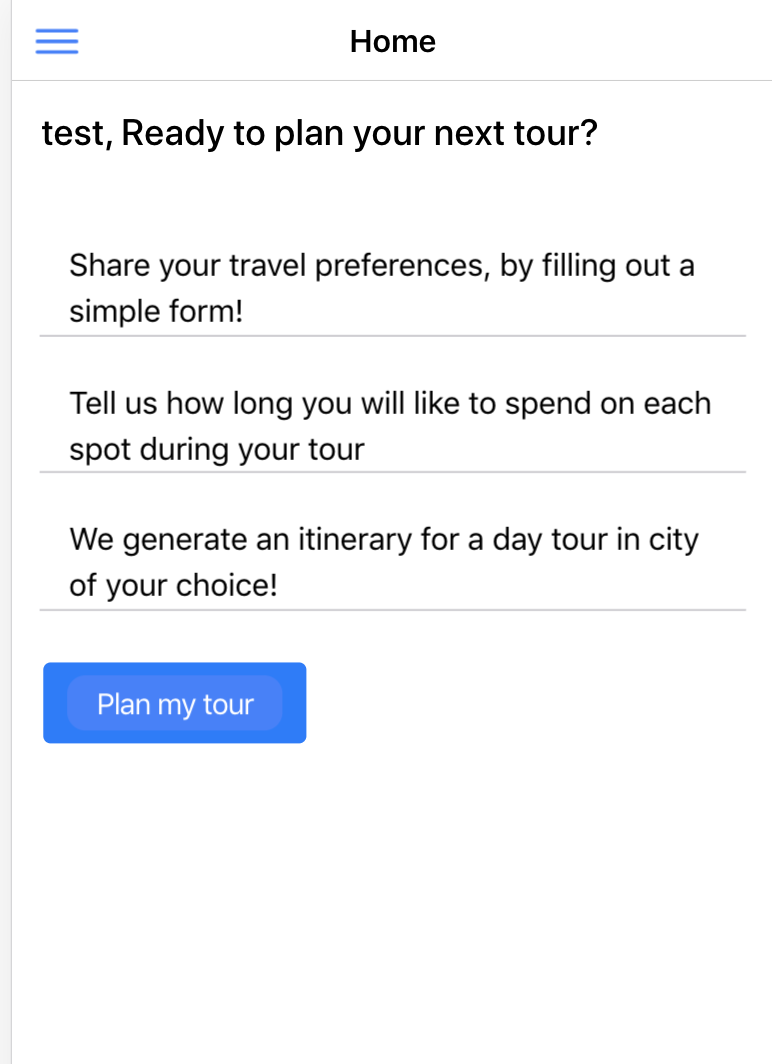 Home
test, Ready to plan your next tour?
Share your travel preferences, by filling out a
simple form!
Tell us how long you will like to spend on each
spot during your tour
We generate an itinerary for a day tour in city
of your choice!
Plan my tour